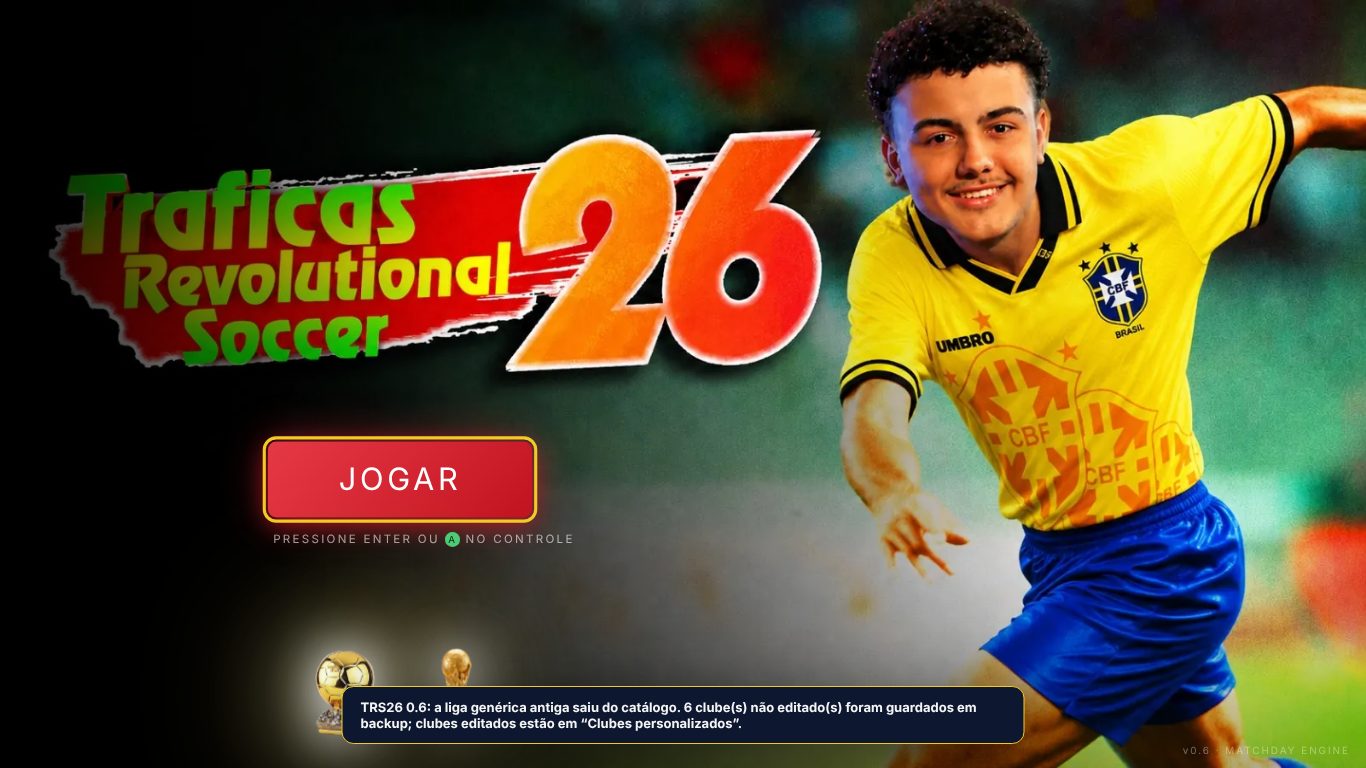 Traficas
Revolutional
Soccer
26
UMBRO
CBF
BRASIL
CBF
CBF
JOGAR
PRESSIONE ENTER OU A NO CONTROLE
TRS26 0.6: a liga genérica antiga saiu do catálogo. 6 clube(s) não editado(s) foram guardados em
backup; clubes editados estão em “Clubes personalizados”.
v0.6 · MATCHDAY ENGINE